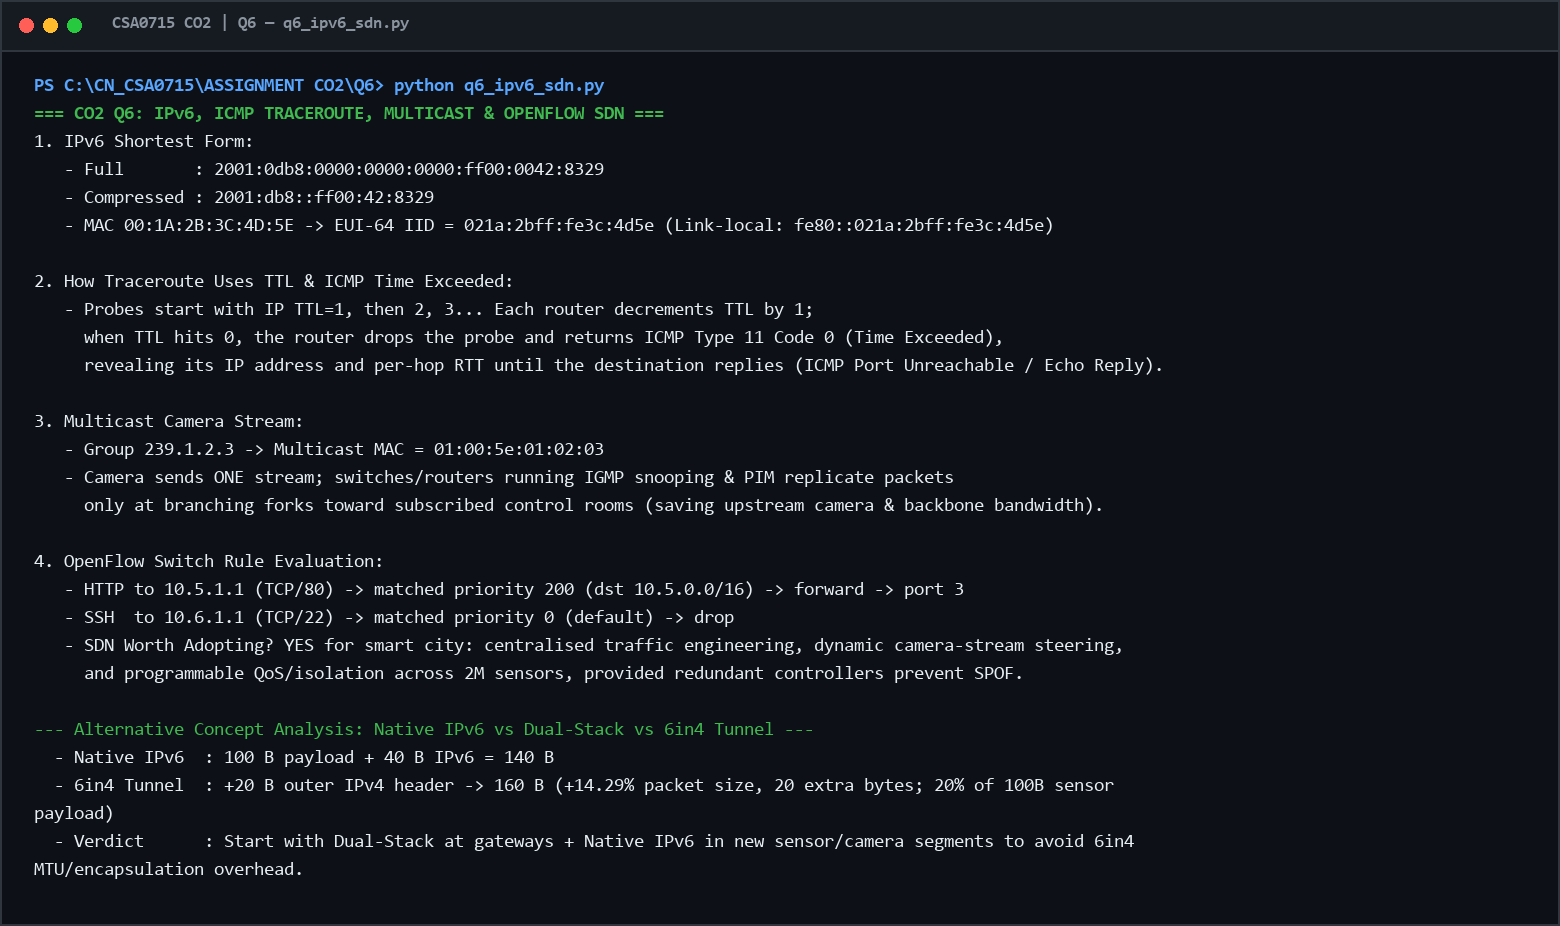 CSA0715 CO2 | Q6 — q6_ipv6_sdn.py
PS C:\CN_CSA0715\ASSIGNMENT CO2\Q6> python q6_ipv6_sdn.py
=== CO2 Q6: IPv6, ICMP TRACEROUTE, MULTICAST & OPENFLOW SDN ===
1. IPv6 Shortest Form:
   - Full       : 2001:0db8:0000:0000:0000:ff00:0042:8329
   - Compressed : 2001:db8::ff00:42:8329
   - MAC 00:1A:2B:3C:4D:5E -> EUI-64 IID = 021a:2bff:fe3c:4d5e (Link-local: fe80::021a:2bff:fe3c:4d5e)

2. How Traceroute Uses TTL & ICMP Time Exceeded:
   - Probes start with IP TTL=1, then 2, 3... Each router decrements TTL by 1;
     when TTL hits 0, the router drops the probe and returns ICMP Type 11 Code 0 (Time Exceeded),
     revealing its IP address and per-hop RTT until the destination replies (ICMP Port Unreachable / Echo Reply).

3. Multicast Camera Stream:
   - Group 239.1.2.3 -> Multicast MAC = 01:00:5e:01:02:03
   - Camera sends ONE stream; switches/routers running IGMP snooping & PIM replicate packets
     only at branching forks toward subscribed control rooms (saving upstream camera & backbone bandwidth).

4. OpenFlow Switch Rule Evaluation:
   - HTTP to 10.5.1.1 (TCP/80) -> matched priority 200 (dst 10.5.0.0/16) -> forward -> port 3
   - SSH  to 10.6.1.1 (TCP/22) -> matched priority 0 (default) -> drop
   - SDN Worth Adopting? YES for smart city: centralised traffic engineering, dynamic camera-stream steering,
     and programmable QoS/isolation across 2M sensors, provided redundant controllers prevent SPOF.

--- Alternative Concept Analysis: Native IPv6 vs Dual-Stack vs 6in4 Tunnel ---
  - Native IPv6  : 100 B payload + 40 B IPv6 = 140 B
  - 6in4 Tunnel  : +20 B outer IPv4 header -> 160 B (+14.29% packet size, 20 extra bytes; 20% of 100B sensor
payload)
  - Verdict      : Start with Dual-Stack at gateways + Native IPv6 in new sensor/camera segments to avoid 6in4
MTU/encapsulation overhead.